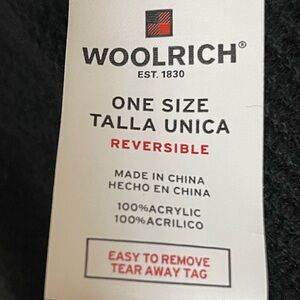 WOOLRICH®
EST. 1830
ONE SIZE
TALLA UNICA
REVERSIBLE
MADE IN CHINA
HECHO EN CHINA
100%ACRYLIC
100%ACRILICO
EASY TO REMOVE
TEAR AWAY TAG